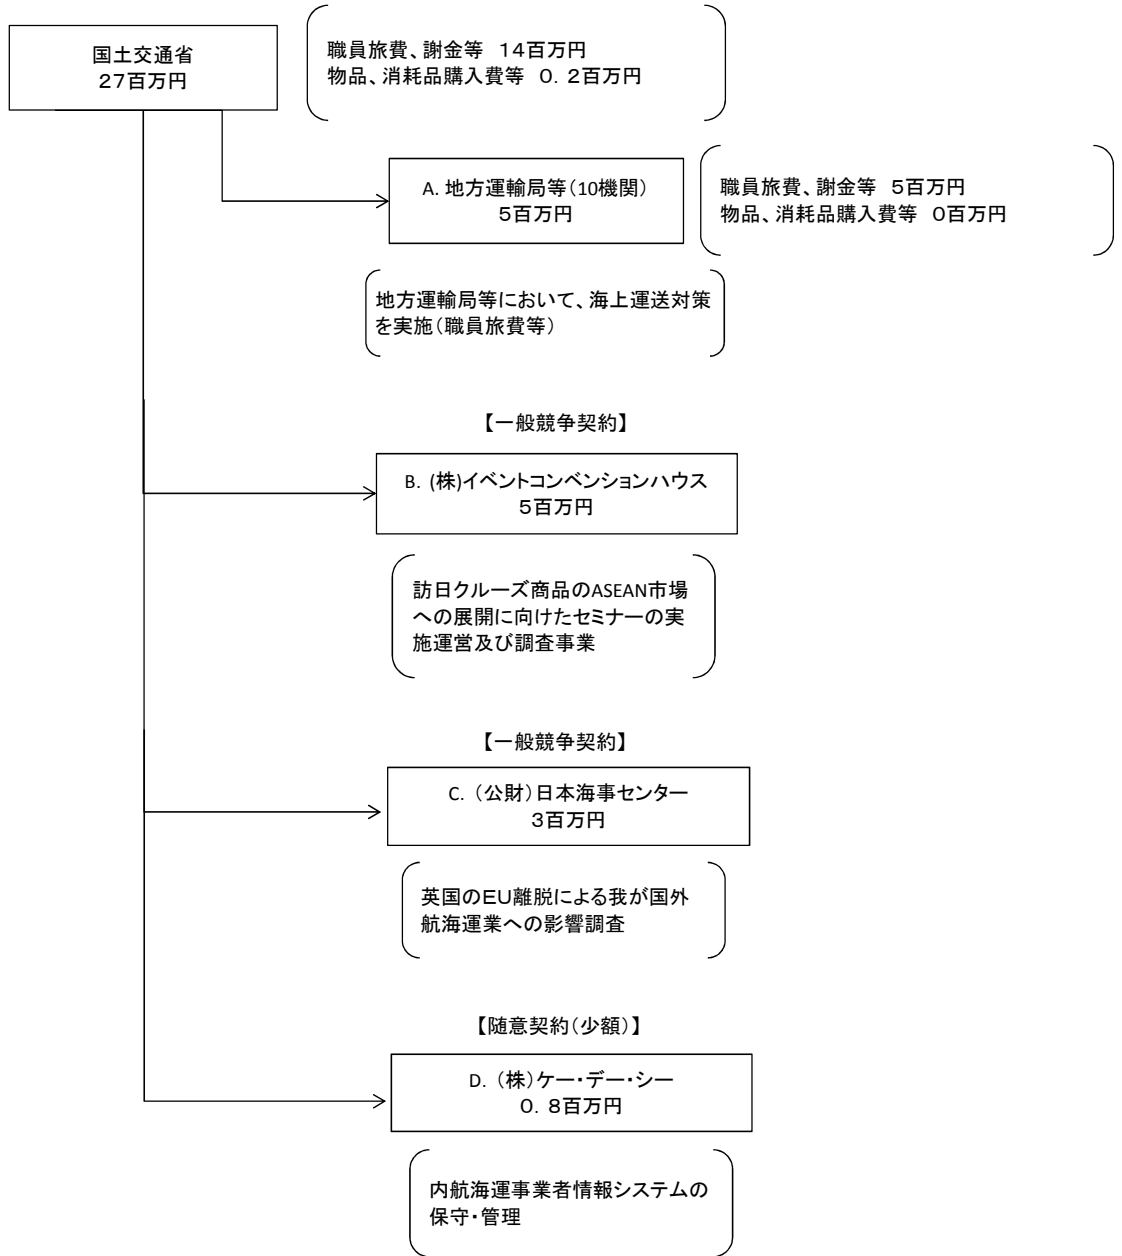 国土交通省
27百万円
職員旅費、謝金等　14百万円
物品、消耗品購入費等　0．2百万円
A. 地方運輸局等（10機関）
5百万円
職員旅費、謝金等　5百万円
物品、消耗品購入費等　0百万円
地方運輸局等において、海上運送対策
を実施（職員旅費等）
【一般競争契約】
B. (株)イベントコンベンションハウス
5百万円
訪日クルーズ商品のASEAN市場
への展開に向けたセミナーの実
施運営及び調査事業
【一般競争契約】
C. （公財）日本海事センター
3百万円
英国のEU離脱による我が国外
航海運業への影響調査
【随意契約（少額）】
D. （株）ケー・デー・シー
0．8百万円
内航海運事業者情報システムの
保守・管理